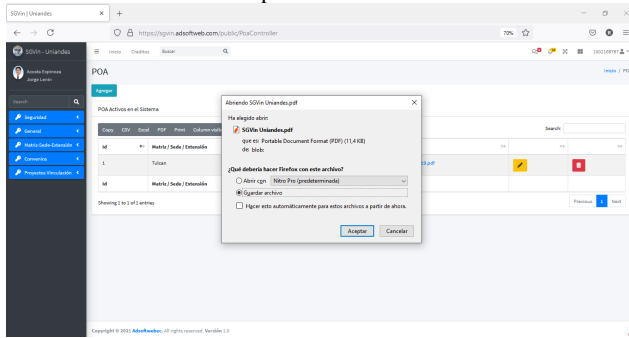 SGVin | Uniandes
https://sgvin.adsoftweb.com/public/PoaController
70%
SGVin - Uniandes
Inicio Créditos Buscar
Acosta Espinoza
Jorge Lenin
POA
Inicio / PO
Agregar
Search
POA Activos en el Sistema
Seguridad
General
Matriz-Sede-Extensión
Convenios
Proyectos Vinculación
Copy CSV Excel PDF Print Column visibi
Search:
Id Matriz / Sede / Extensión
1 Tulcan
Id Matriz / Sede / Extensión
Showing 1 to 1 of 1 entries
Previous 1 Next
Abriendo SGVin Uniandes.pdf
Ha elegido abrir:
SGVin Uniandes.pdf
que es: Portable Document Format (PDF) (11,4 KB)
de: blob:
¿Qué debería hacer Firefox con este archivo?
Abrir con Nitro Pro (predeterminada)
Guardar archivo
Hacer esto automáticamente para estos archivos a partir de ahora.
Aceptar Cancelar
Copyright © 2021 Adsoftwebec. All rights reserved. Versión 1.0